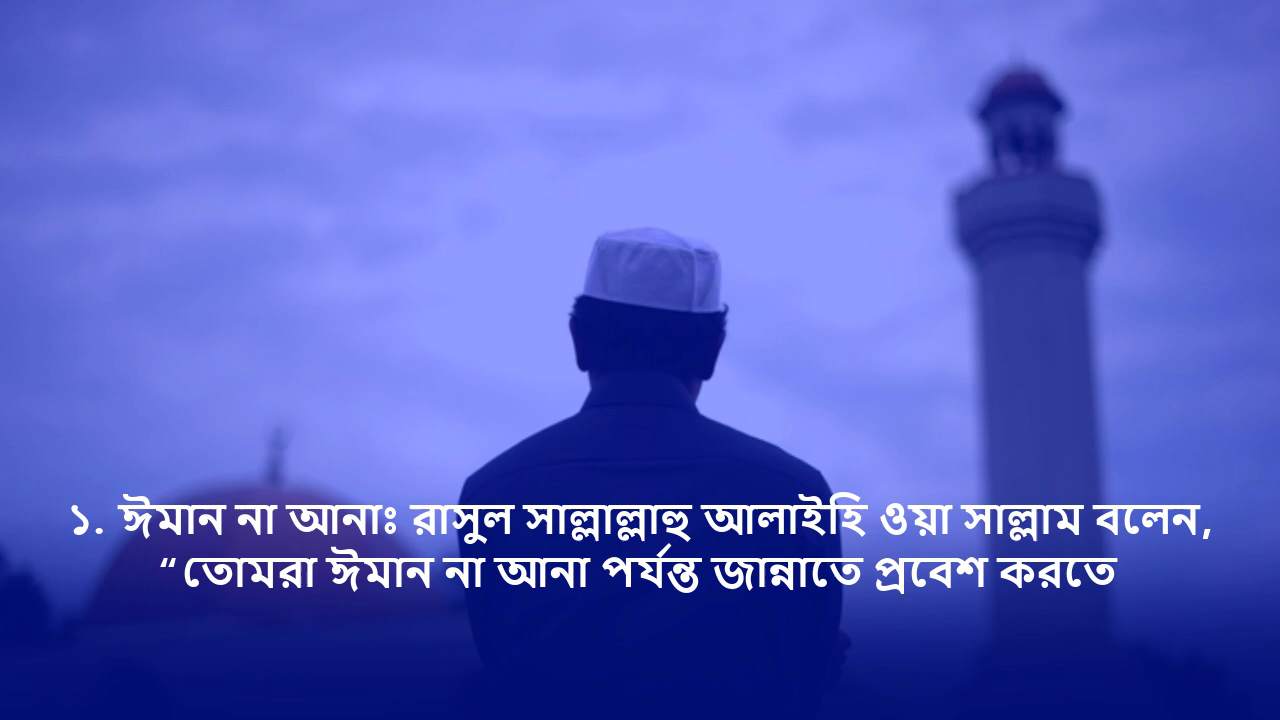 ১. ঈমান না আনাঃ রাসুল সাল্লাল্লাহু আলাইহি ওয়া সাল্লাম বলেন,
“তোমরা ঈমান না আনা পর্যন্ত জান্নাতে প্রবেশ করতে